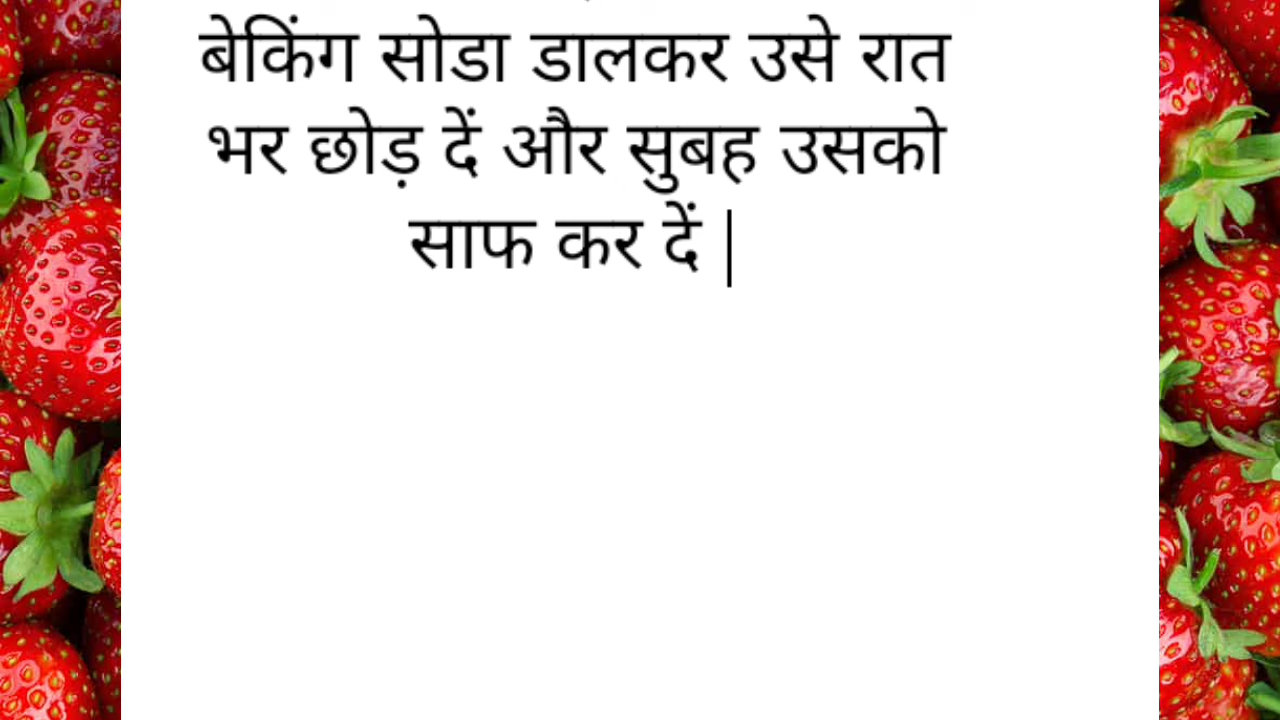 बेकिंग सोडा डालकर उसे रात
भर छोड़ दें और सुबह उसको
साफ कर दें |